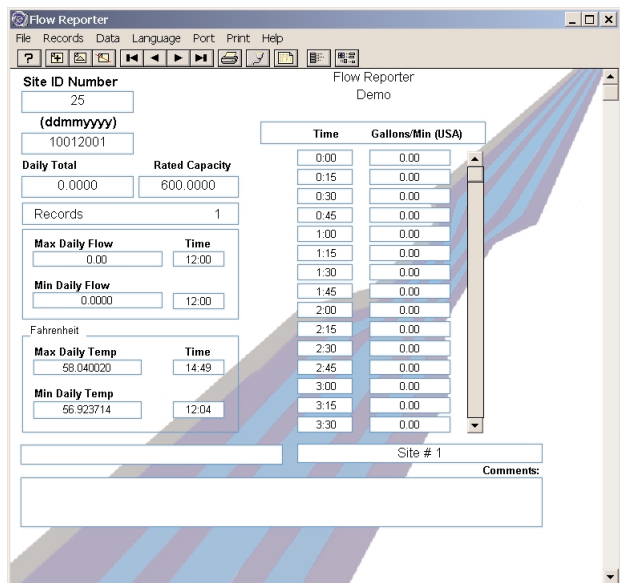 Flow Reporter
File Records Data Language Port Print Help
?
Site ID Number
25
(ddmmyyyy)
10012001
Daily Total Rated Capacity
0.0000 600.0000
Records 1
Max Daily Flow Time
0.00 12:00
Min Daily Flow
0.0000 12:00
Fahrenheit
Max Daily Temp Time
58.040020 14:49
Min Daily Temp
56.923714 12:04
Flow Reporter
Demo
Time Gallons/Min (USA)
0:00 0.00
0:15 0.00
0:30 0.00
0:45 0.00
1:00 0.00
1:15 0.00
1:30 0.00
1:45 0.00
2:00 0.00
2:15 0.00
2:30 0.00
2:45 0.00
3:00 0.00
3:15 0.00
3:30 0.00
Site # 1
Comments: